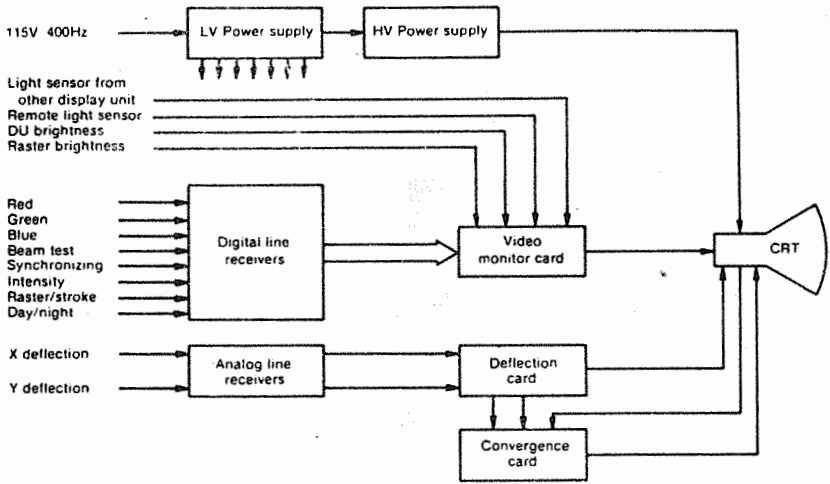 115V 400Hz
LV Power supply
HV Power supply
Light sensor from
other display unit
Remote light sensor
DU brightness
Raster brightness
Red
Green
Blue
Beam test
Synchronizing
Intensity
Raster/stroke
Day/night
Digital line
receivers
Video
monitor card
CRT
X deflection
Y deflection
Analog line
receivers
Deflection
card
Convergence
card